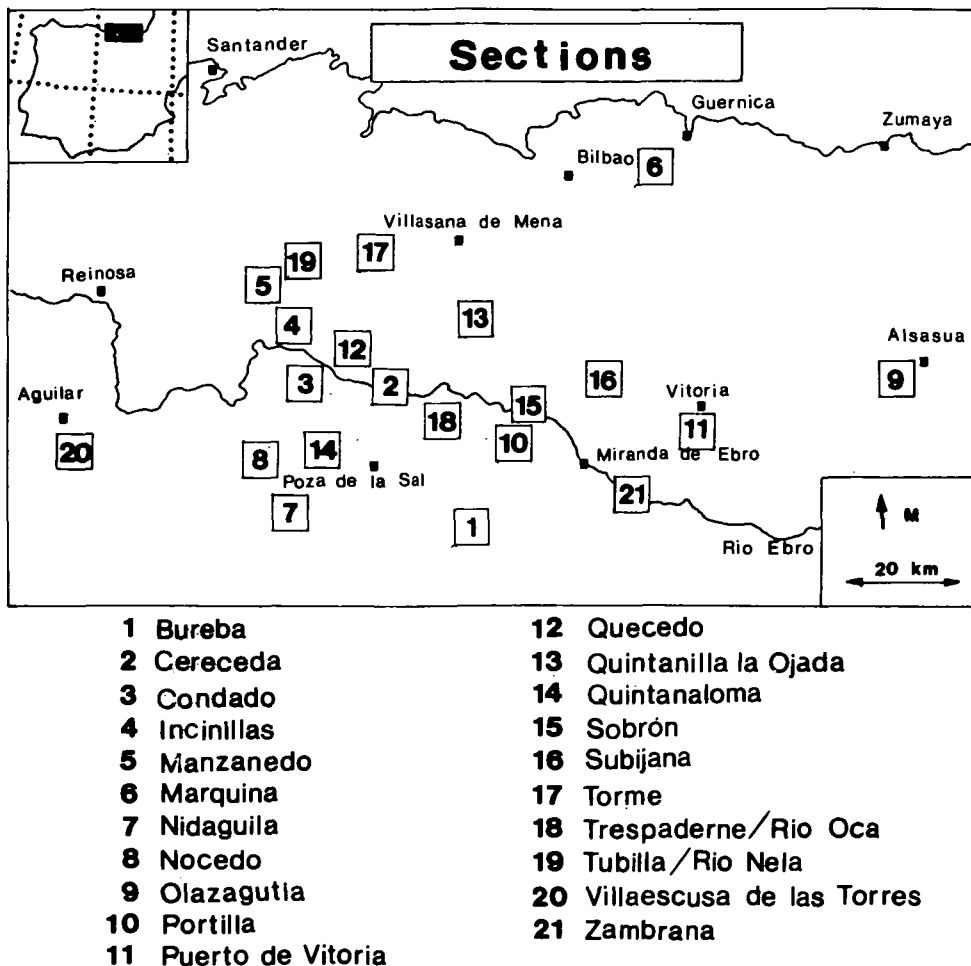 Sections
Santander
Guernica
Zumaya
Bilbao
6
Villasana de Mena
17
19
5
Reinosa
4
13
12
Alsasua
3
2
16
9
Aguilar
15
Vitoria
18
11
20
14
10
8
Miranda de Ebro
Poza de la Sal
21
7
1
M
Rio Ebro
20 km
1 Bureba
2 Cereceda
3 Condado
4 Incinillas
5 Manzanedo
6 Marquina
7 Nidaguila
8 Nocedo
9 Olazagutia
10 Portilla
11 Puerto de Vitoria
12 Quecedo
13 Quintanilla la Ojada
14 Quintanaloma
15 Sobrón
16 Subijana
17 Torme
18 Trespaderne/Rio Oca
19 Tubilla/Rio Nela
20 Villaescusa de las Torres
21 Zambrana